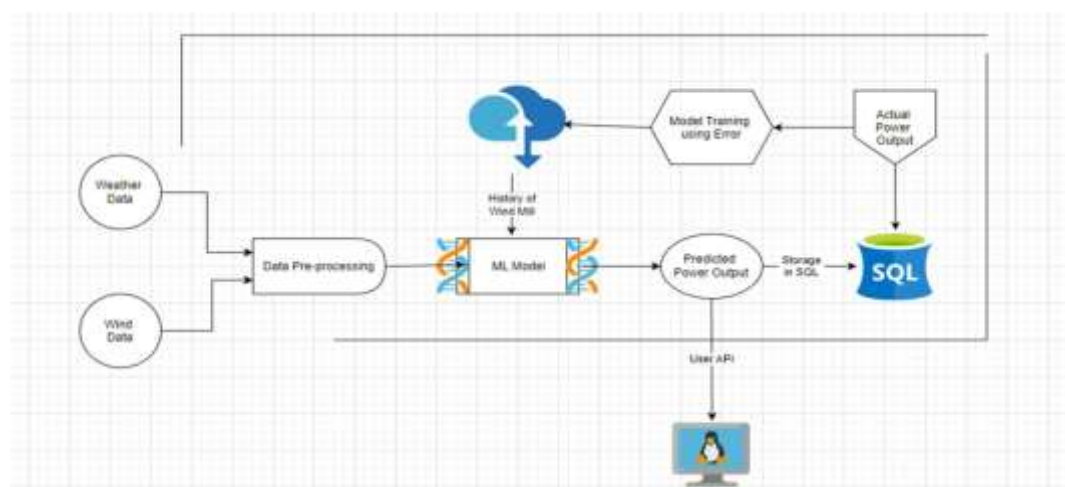 Weather
Data
Wind
Data
Data Pre-processing
History of
Wind Mill
ML Model
Model Training
using Error
Actual
Power
Output
Predicted
Power Output
Storage
in SQL
SQL
User API